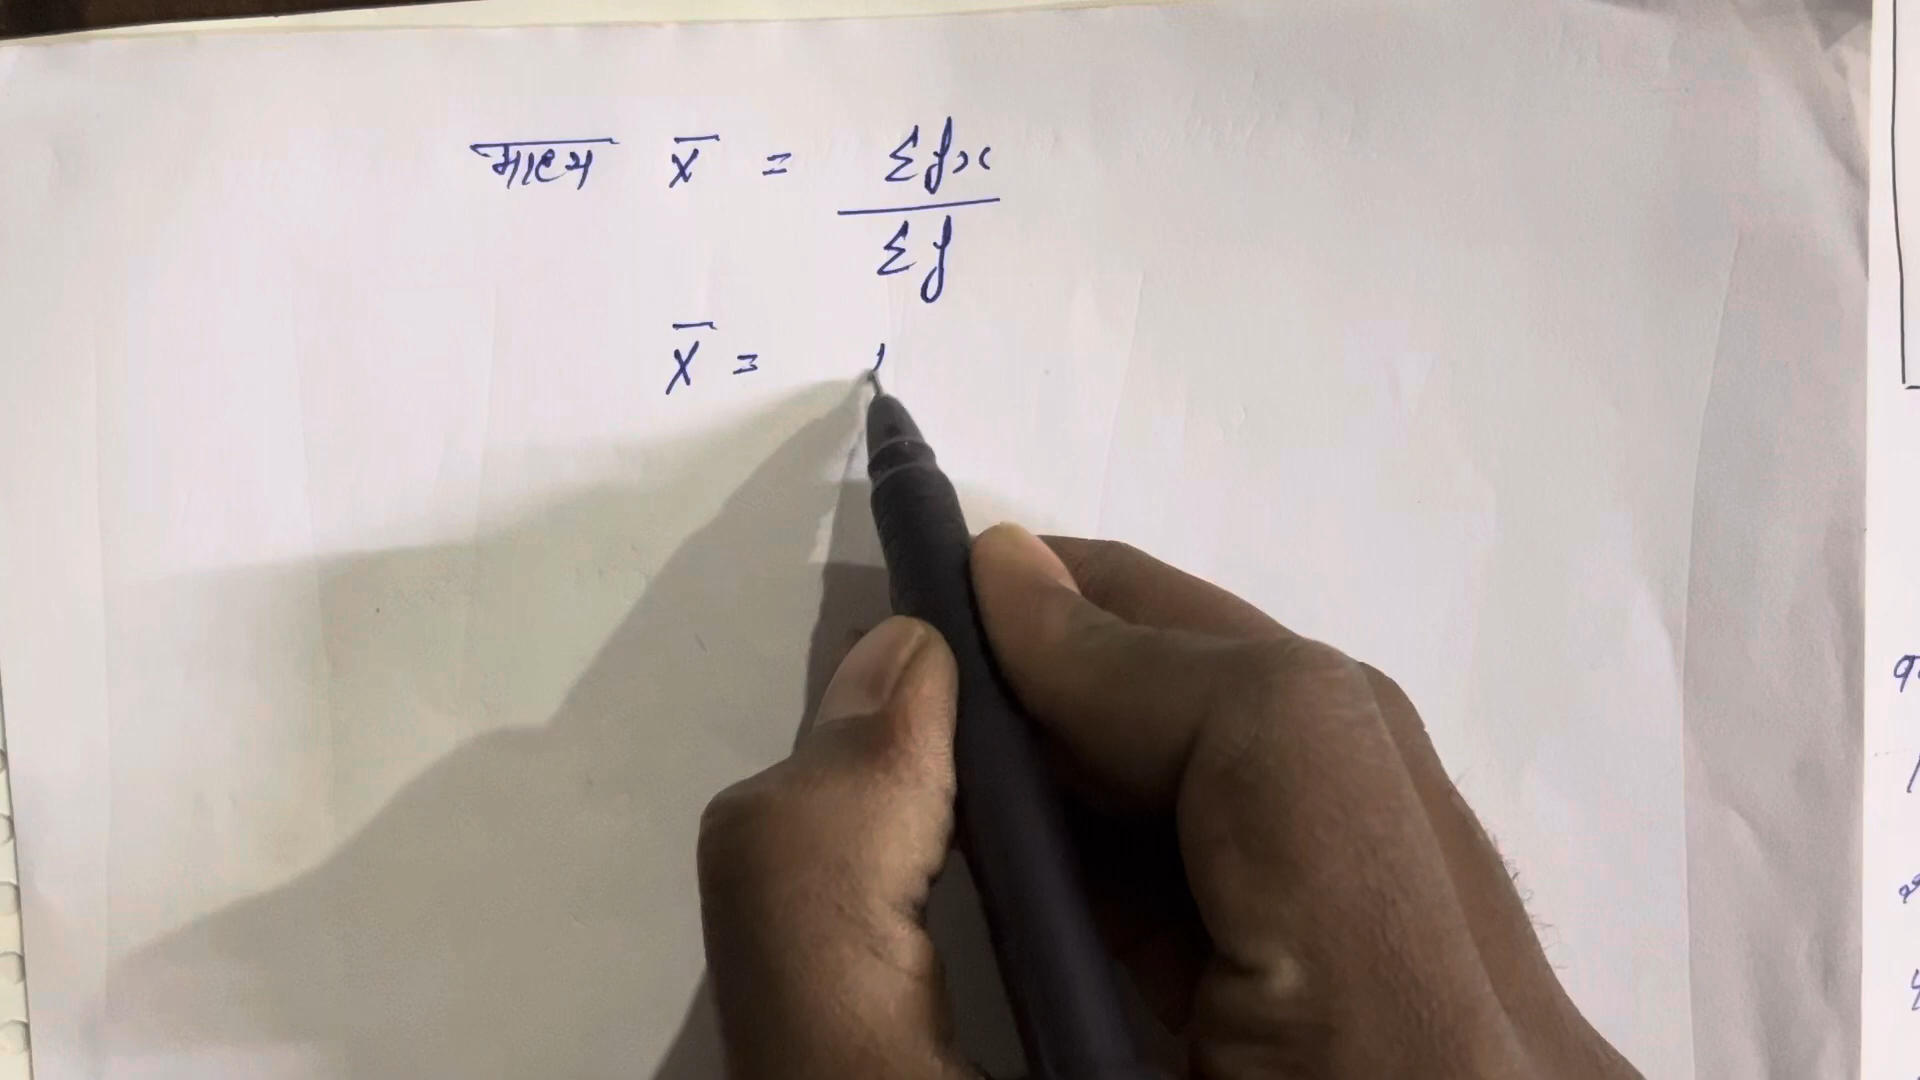 माध्य x̄ = Σfx
Σf
x̄ =